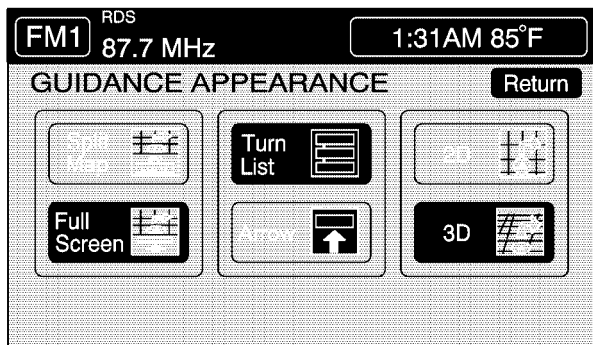 FM1
RDS
87.7 MHz
1:31AM 85°F
GUIDANCE APPEARANCE
Return
Split
Map
Turn
List
2D
Full
Screen
Arrow
3D